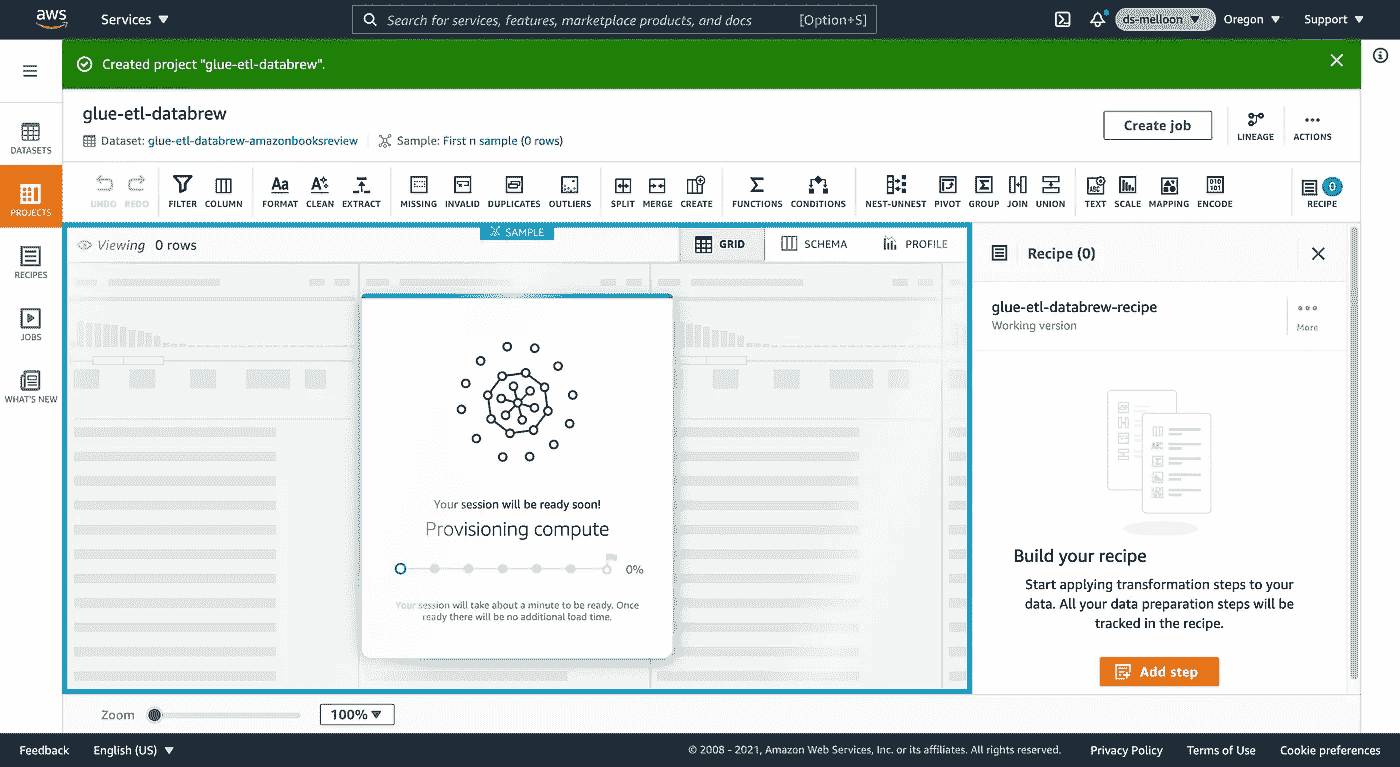 aws
Services ▼
Search for services, features, marketplace products, and docs [Option+S]
ds-melloon ▼
Oregon ▼
Support ▼
Created project "glue-etl-databrew".
glue-etl-databrew
Dataset: glue-etl-databrew-amazonbooksreview
Sample: First n sample (0 rows)
Create job
LINEAGE
ACTIONS
DATASETS
PROJECTS
RECIPES
JOBS
WHAT'S NEW
UNDO
REDO
FILTER
COLUMN
FORMAT
CLEAN
EXTRACT
MISSING
INVALID
DUPLICATES
OUTLIERS
SPLIT
MERGE
CREATE
FUNCTIONS
CONDITIONS
NEST-UNNEST
PIVOT
GROUP
JOIN
UNION
TEXT
SCALE
MAPPING
ENCODE
0
RECIPE
Viewing 0 rows
SAMPLE
GRID
SCHEMA
PROFILE
Your session will be ready soon!
Provisioning compute
0%
Your session will take about a minute to be ready. Once
ready there will be no additional load time.
Recipe (0)
glue-etl-databrew-recipe
Working version
More
Build your recipe
Start applying transformation steps to your
data. All your data preparation steps will be
tracked in the recipe.
Add step
Zoom
100% ▼
Feedback
English (US) ▼
© 2008 - 2021, Amazon Web Services, Inc. or its affiliates. All rights reserved.
Privacy Policy
Terms of Use
Cookie preferences